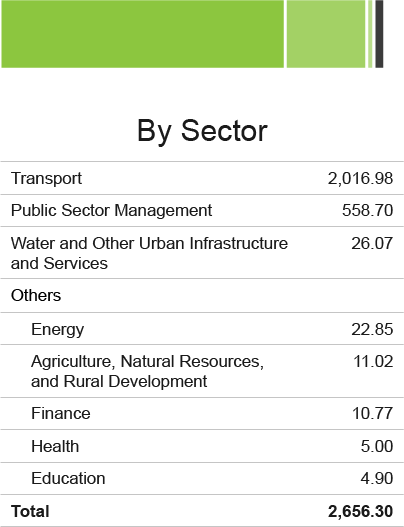 By Sector
Transport 2,016.98
Public Sector Management 558.70
Water and Other Urban Infrastructure 26.07
and Services
Others
Energy 22.85
Agriculture, Natural Resources, 11.02
and Rural Development
Finance 10.77
Health 5.00
Education 4.90
Total 2,656.30